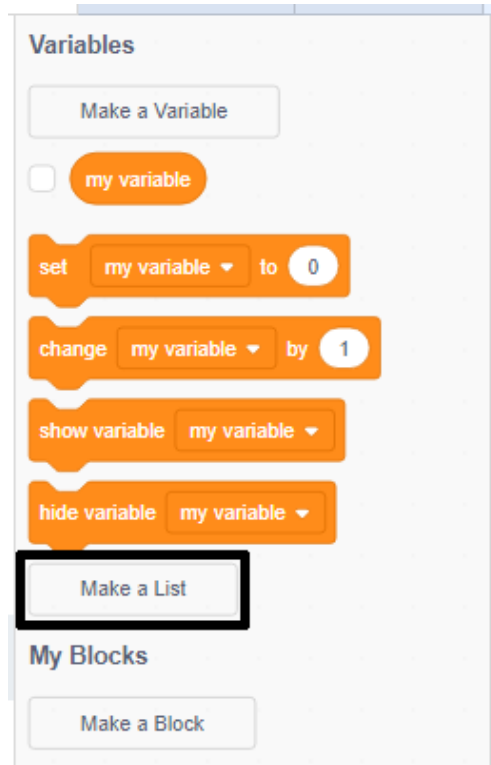 Variables
Make a Variable
my variable
set my variable to 0
change my variable by 1
show variable my variable
hide variable my variable
Make a List
My Blocks
Make a Block